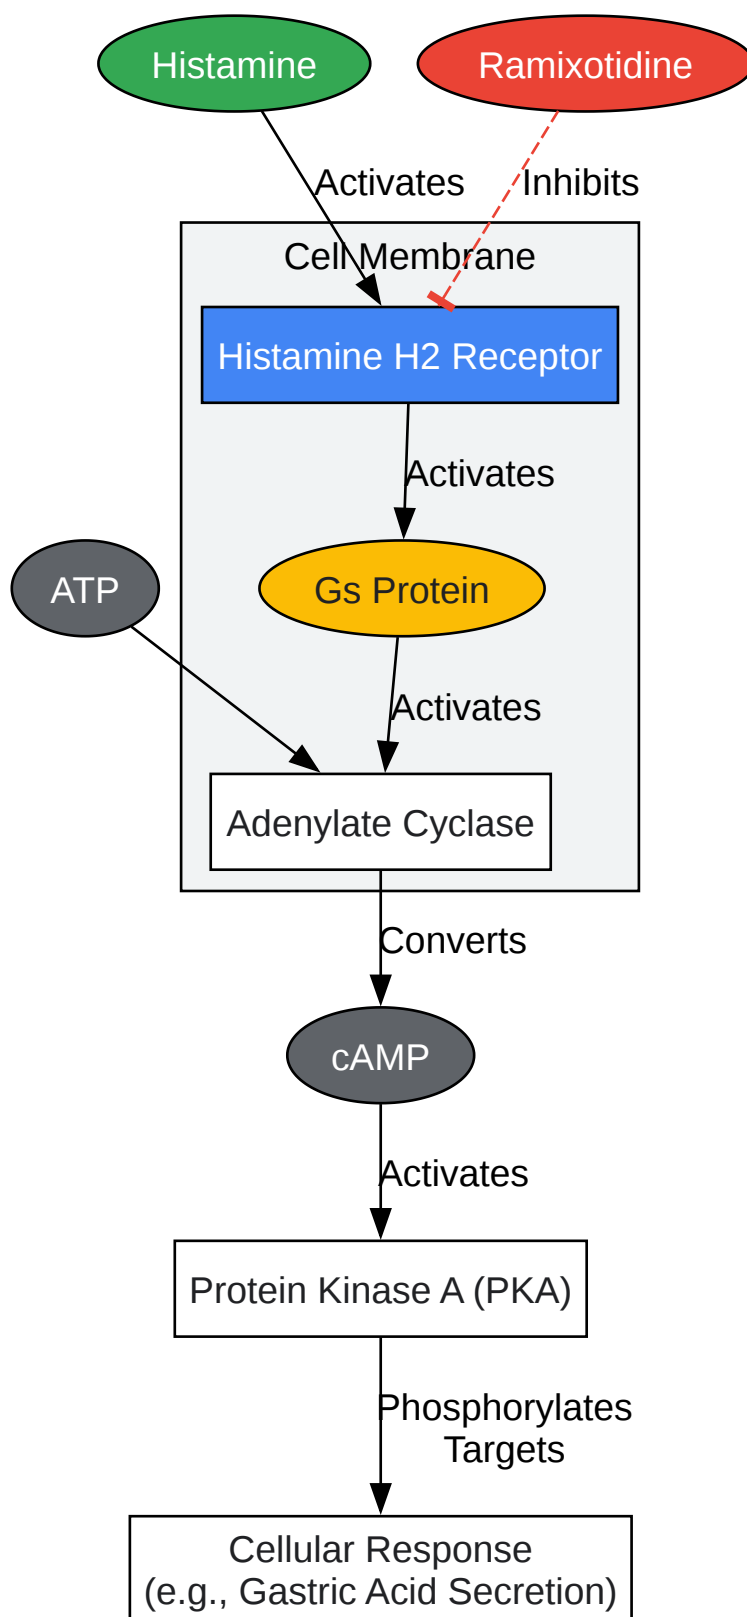 Histamine
Ramixotidine
Activates
Inhibits
Cell Membrane
Histamine H2 Receptor
Activates
ATP
Gs Protein
Activates
Adenylate Cyclase
Converts
cAMP
Activates
Protein Kinase A (PKA)
Phosphorylates
Targets
Cellular Response
(e.g., Gastric Acid Secretion)